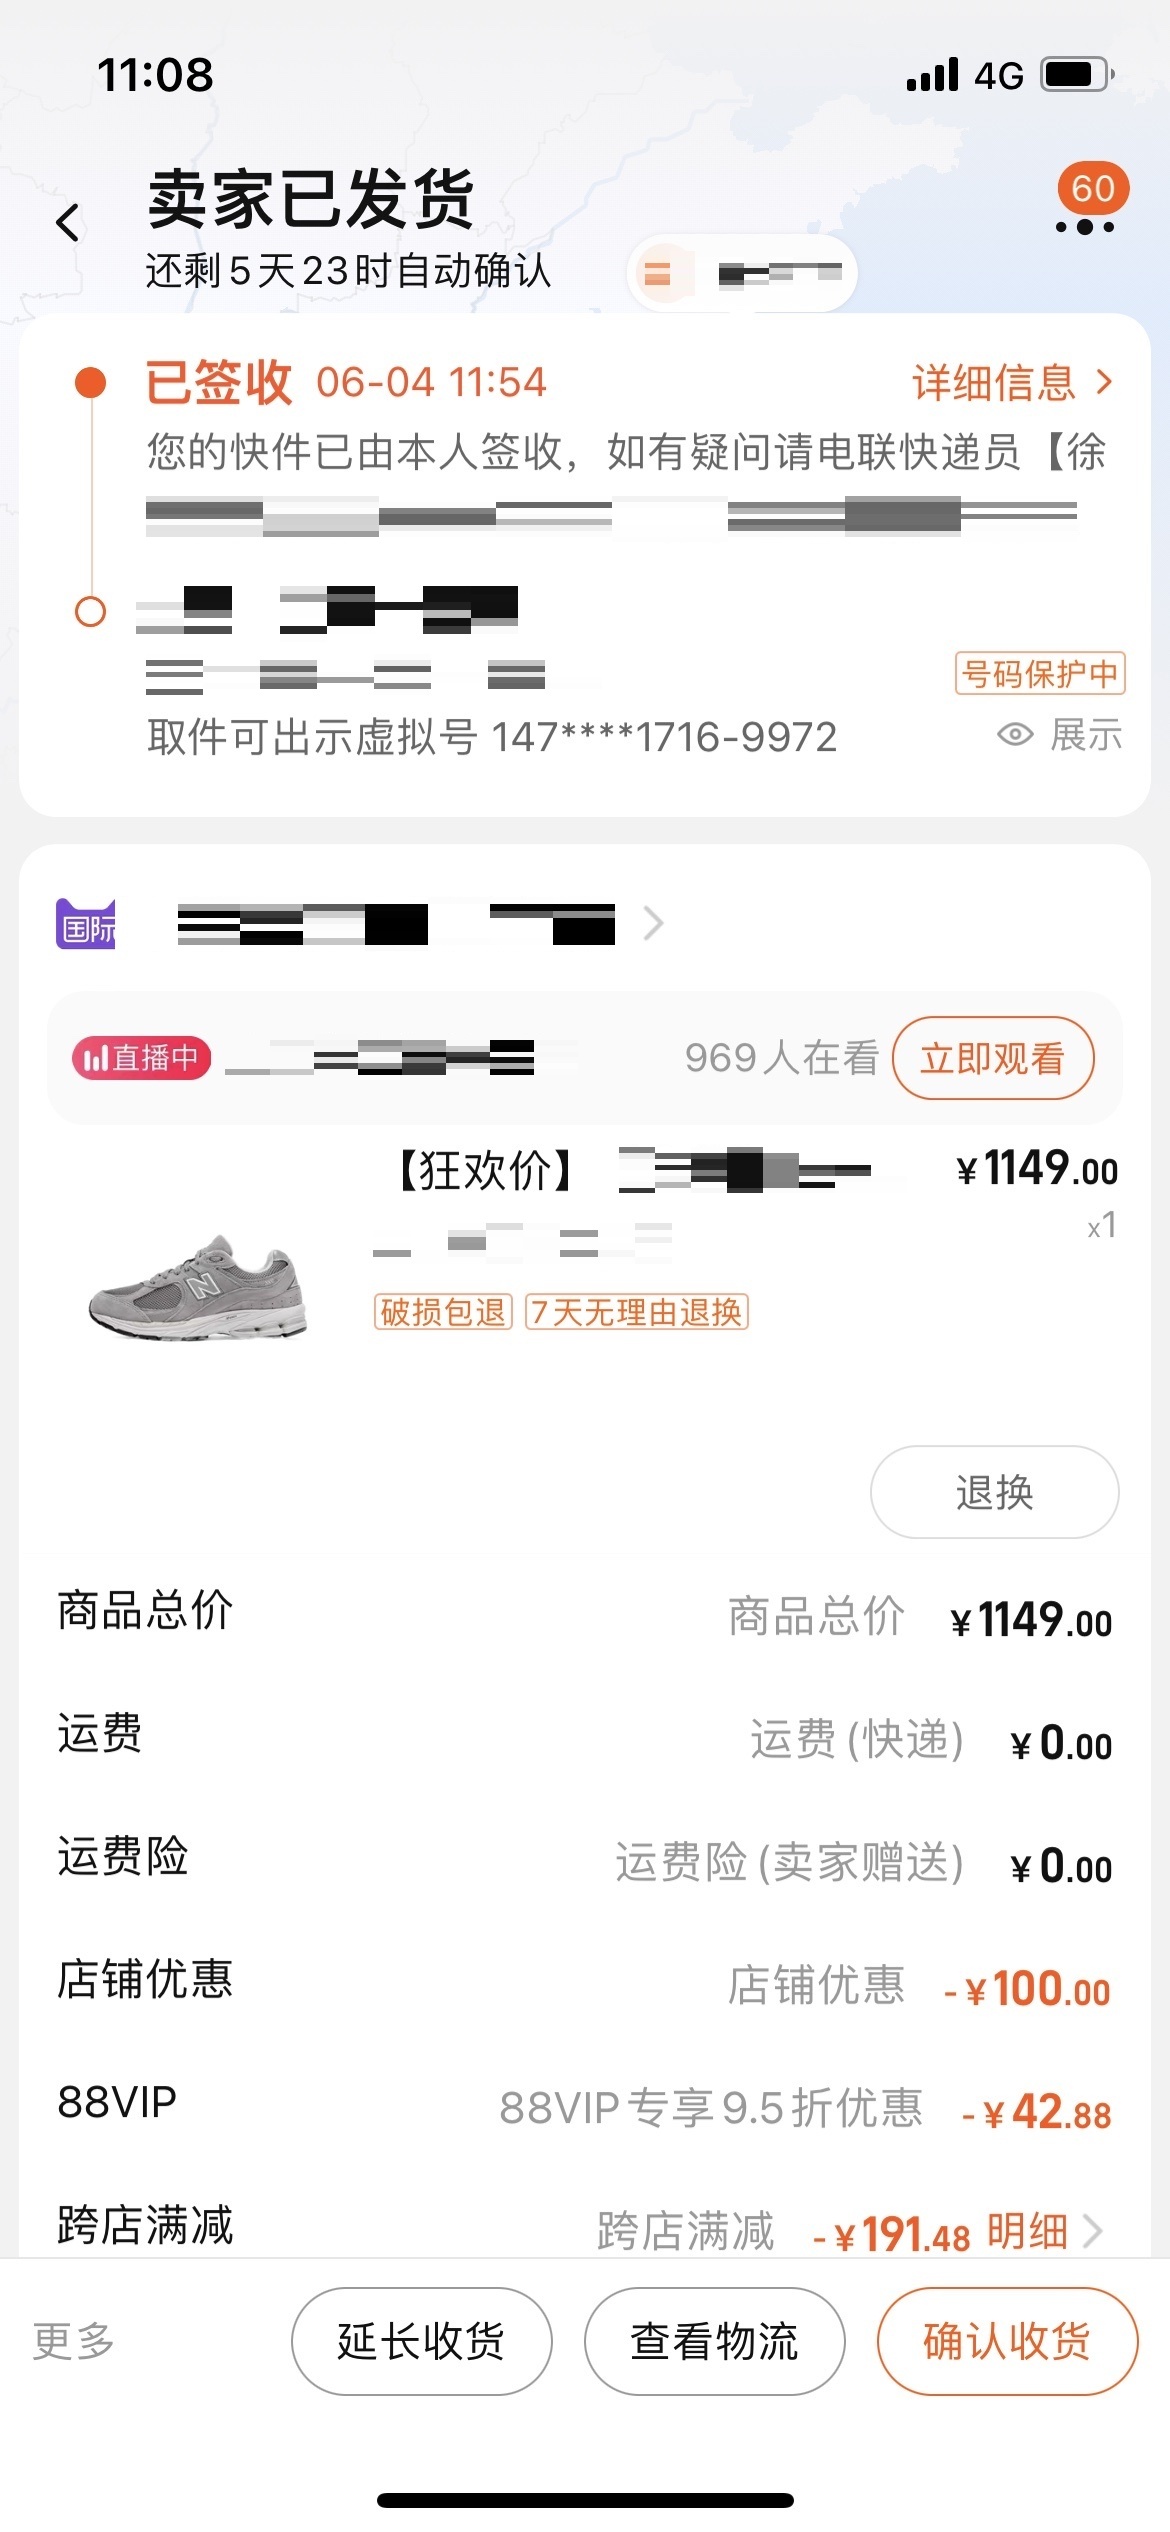 11:08
4G
卖家已发货
60
还剩5天23时自动确认
已签收 06-04 11:54 详细信息
您的快件已由本人签收，如有疑问请电联快递员【徐
号码保护中
取件可出示虚拟号 147****1716-9972 展示
国际
直播中 969人在看 立即观看
【狂欢价】 ¥1149.00
x1
破损包退 7天无理由退换
N
退换
商品总价 商品总价 ¥1149.00
运费 运费(快递) ¥0.00
运费险 运费险(卖家赠送) ¥0.00
店铺优惠 店铺优惠 -¥100.00
88VIP 88VIP专享9.5折优惠 -¥42.88
跨店满减 跨店满减 -¥191.48 明细
更多 延长收货 查看物流 确认收货